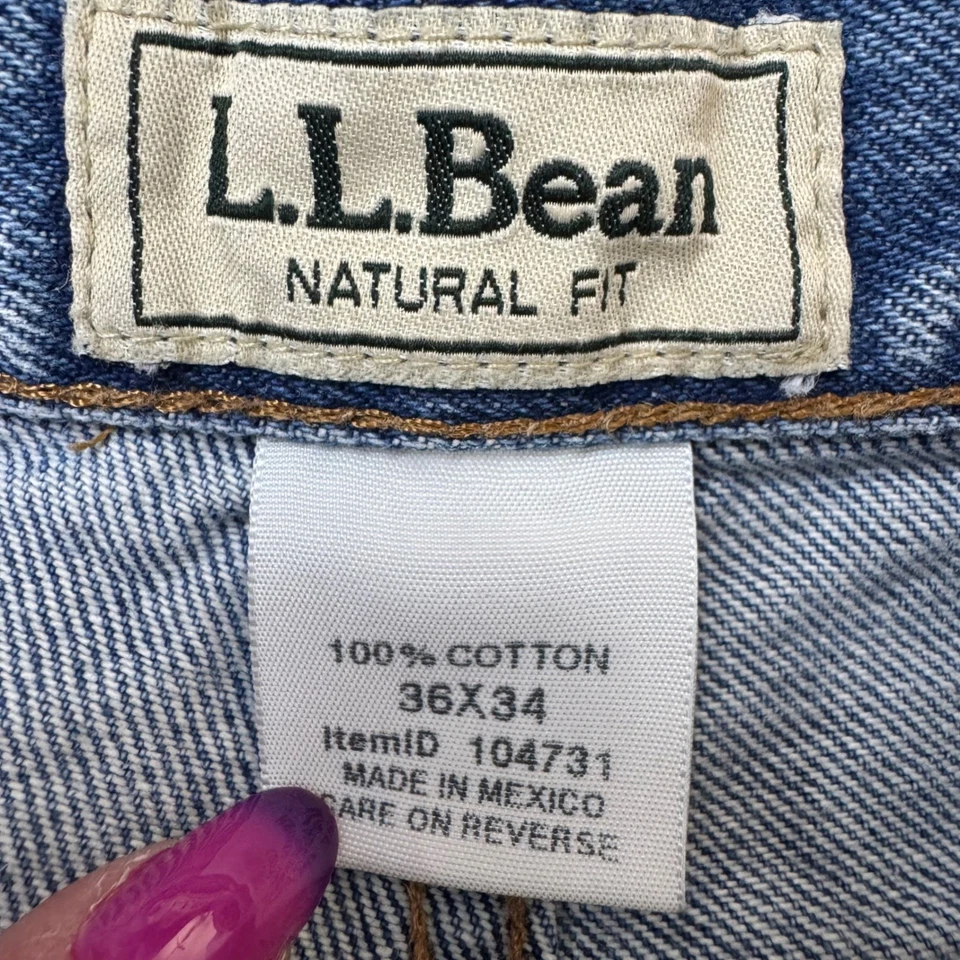 L.L.Bean
NATURAL FIT
100% COTTON
36X34
ItemID 104731
MADE IN MEXICO
CARE ON REVERSE